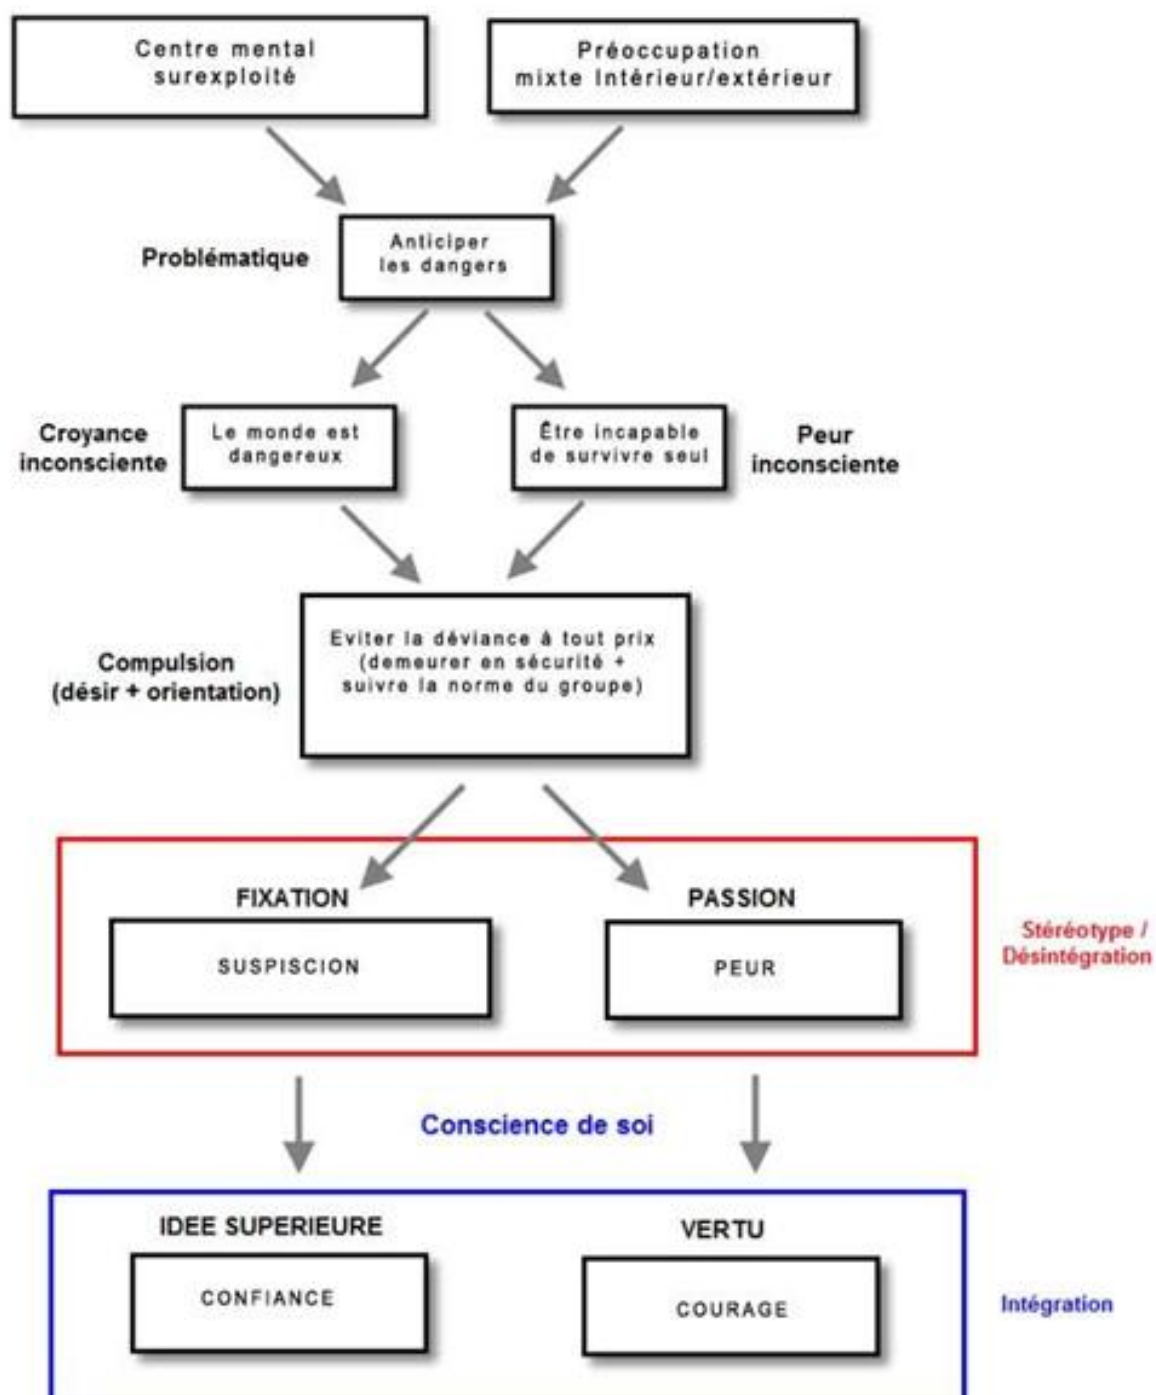 Centre mental
surexploité
Préoccupation
mixte Intérieur/extérieur
Problématique
Anticiper
les dangers
Croyance
inconsciente
Le monde est
dangereux
Être incapable
de survivre seul
Peur
inconsciente
Compulsion
(désir + orientation)
Eviter la déviance à tout prix
(demeurer en sécurité +
suivre la norme du groupe)
FIXATION
PASSION
SUSPISCION
PEUR
Stéréotype /
Désintégration
Conscience de soi
IDEE SUPERIEURE
VERTU
CONFIANCE
COURAGE
Intégration